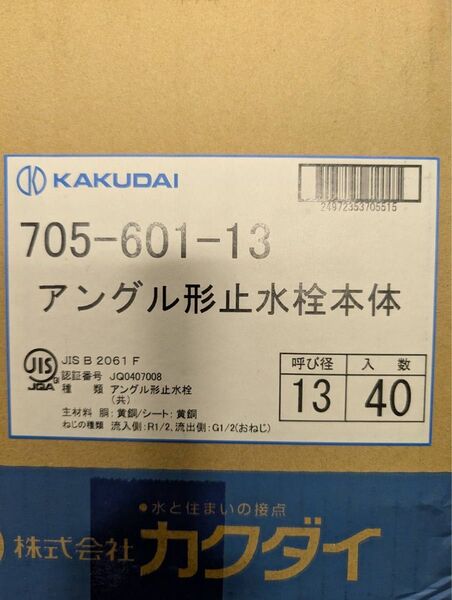 KAKUDAI
24972353705515
705-601-13
アングル形止水栓本体
JIS
JQA
JIS B 2061 F
認証番号 JQ0407008
種 類 アングル形止水栓
(共)
主材料 胴:黄銅/シート:黄銅
ねじの種類 流入側:R1/2, 流出側:G1/2(おねじ)
呼び径 入 数
13 40
・水と住まいの接点
株式会社 カクダイ